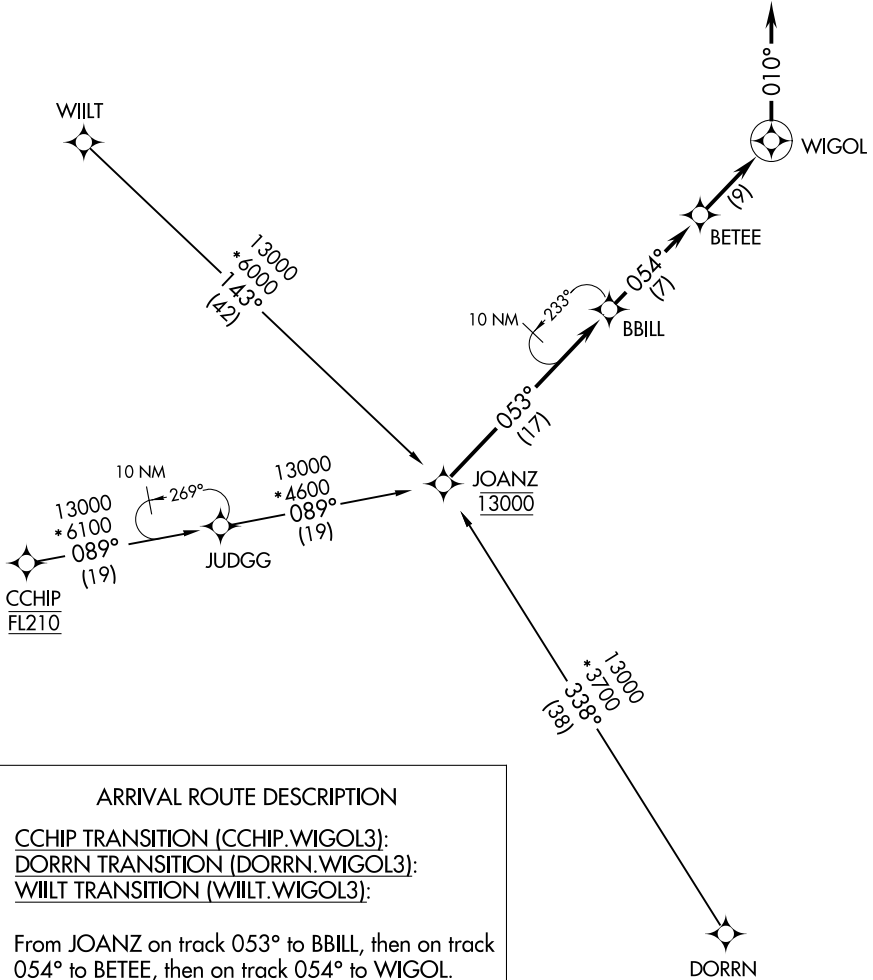 010°
WIILT
WIGOL
(9)
BETEE
13000
*6000
143°
(42)
054°
(7)
233°
10 NM
BBILL
053°
(17)
10 NM
269°
13000
*4600
089°
(19)
JOANZ
13000
13000
*6100
089°
(19)
JUDGG
CCHIP
FL210
13000
*3700
338°
(38)
DORRN
ARRIVAL ROUTE DESCRIPTION
CCHIP TRANSITION (CCHIP.WIGOL3):
DORRN TRANSITION (DORRN.WIGOL3):
WIILT TRANSITION (WIILT.WIGOL3):
From JOANZ on track 053° to BBILL, then on track
054° to BETEE, then on track 054° to WIGOL.